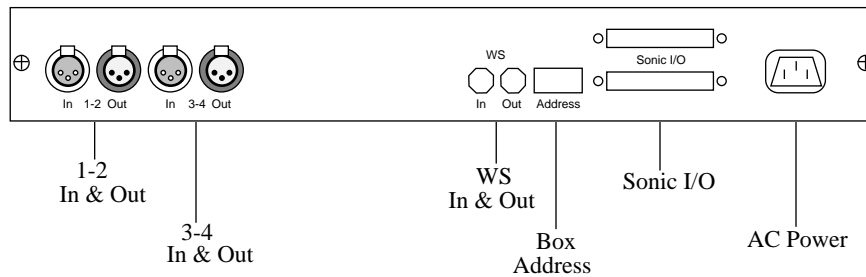 WS
Sonic I/O
In 1-2 Out In 3-4 Out
In Out Address
1-2
In & Out
3-4
In & Out
WS
In & Out
Box
Address
Sonic I/O
AC Power